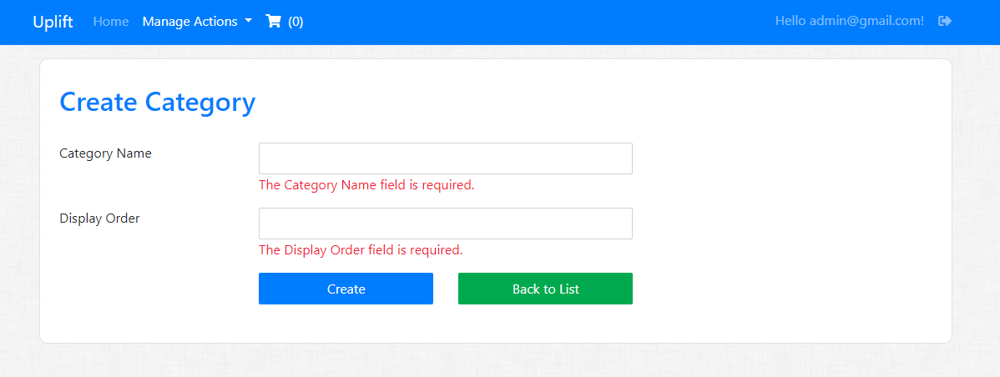 Uplift Home Manage Actions (0) Hello admin@gmail.com!
Create Category
Category Name
The Category Name field is required.
Display Order
The Display Order field is required.
Create Back to List